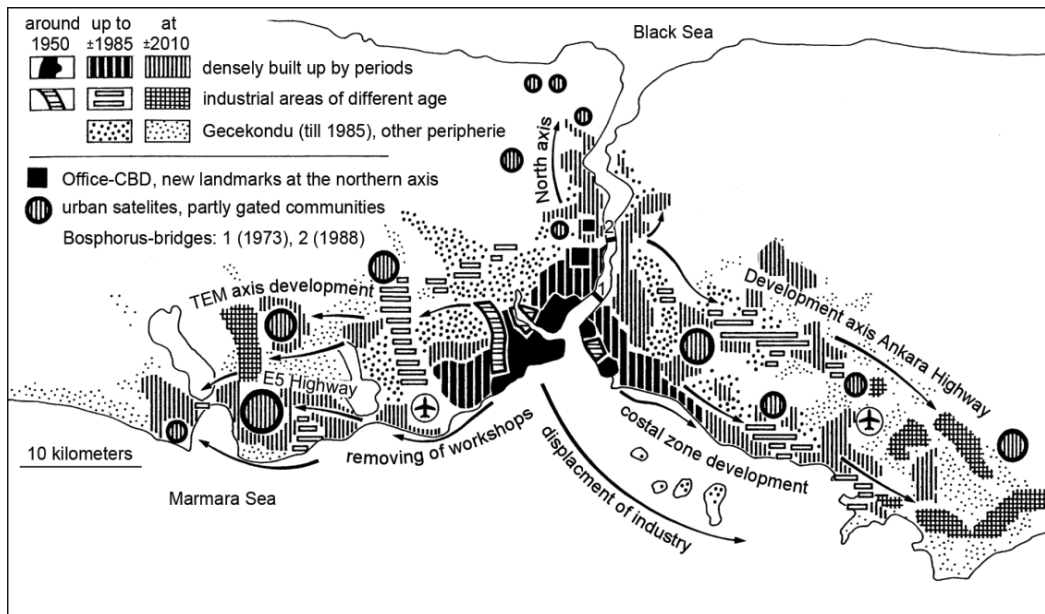 around up to at
1950 ±1985 ±2010
densely built up by periods
industrial areas of different age
Gecekondu (till 1985), other peripherie
Office-CBD, new landmarks at the northern axis
urban satelites, partly gated communities
Bosphorus-bridges: 1 (1973), 2 (1988)
Black Sea
North axis
2
1
TEM axis development
E5 Highway
Development axis Ankara Highway
removing of workshops
costal zone development
displacment of industry
10 kilometers
Marmara Sea